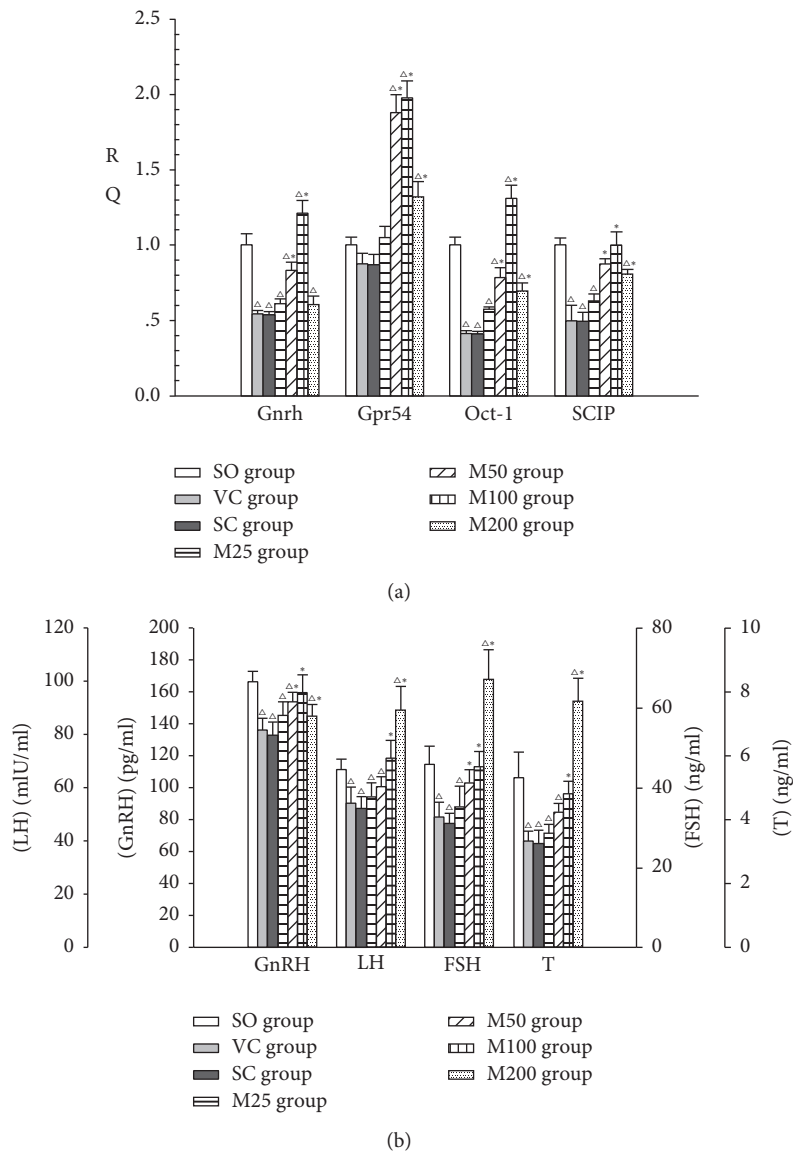 2.5
2.0
1.5
1.0
.5
0.0
R
Q
△ △ △ △* △* △
△* △* △*
△ △ △ △* △* △*
△ △ △ * * △*
Gnrh Gpr54 Oct-1 SCIP
SO group
VC group
SC group
M25 group
M50 group
M100 group
M200 group
(a)
120
100
80
60
40
20
0
(LH) (mIU/ml)
200
180
160
140
120
100
80
60
40
20
0
(GnRH) (pg/ml)
△ △ △ △* * △*
△ △ △ △ * △*
△ △ △ * * △*
△ △ △ △ * △*
GnRH LH FSH T
80
60
40
20
0
(FSH) (ng/ml)
10
8
6
4
2
0
(T) (ng/ml)
SO group
VC group
SC group
M25 group
M50 group
M100 group
M200 group
(b)